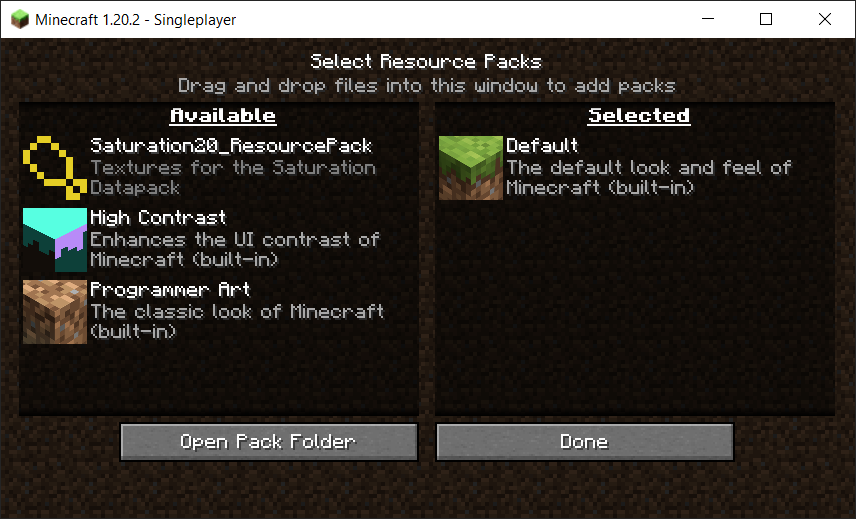 Minecraft 1.20.2 - Singleplayer
Select Resource Packs
Drag and drop files into this window to add packs
Available
Saturation20_ResourcePack
Textures for the Saturation
Datapack
High Contrast
Enhances the UI contrast of
Minecraft (built-in)
Programmer Art
The classic look of Minecraft
(built-in)
Selected
Default
The default look and feel of
Minecraft (built-in)
Open Pack Folder
Done